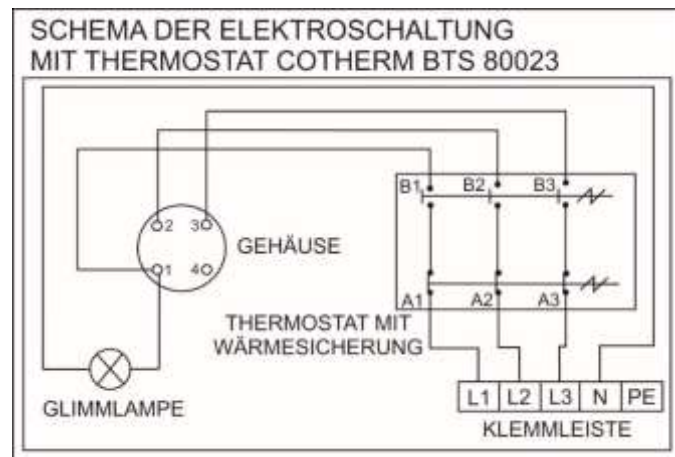 SCHEMA DER ELEKTROSCHALTUNG
MIT THERMOSTAT COTHERM BTS 80023
B1 B2 B3
2 3
GEHÄUSE
1 4
A1 A2 A3
THERMOSTAT MIT
WÄRMESICHERUNG
L1 L2 L3 N PE
GLIMMLAMPE
KLEMMLEISTE